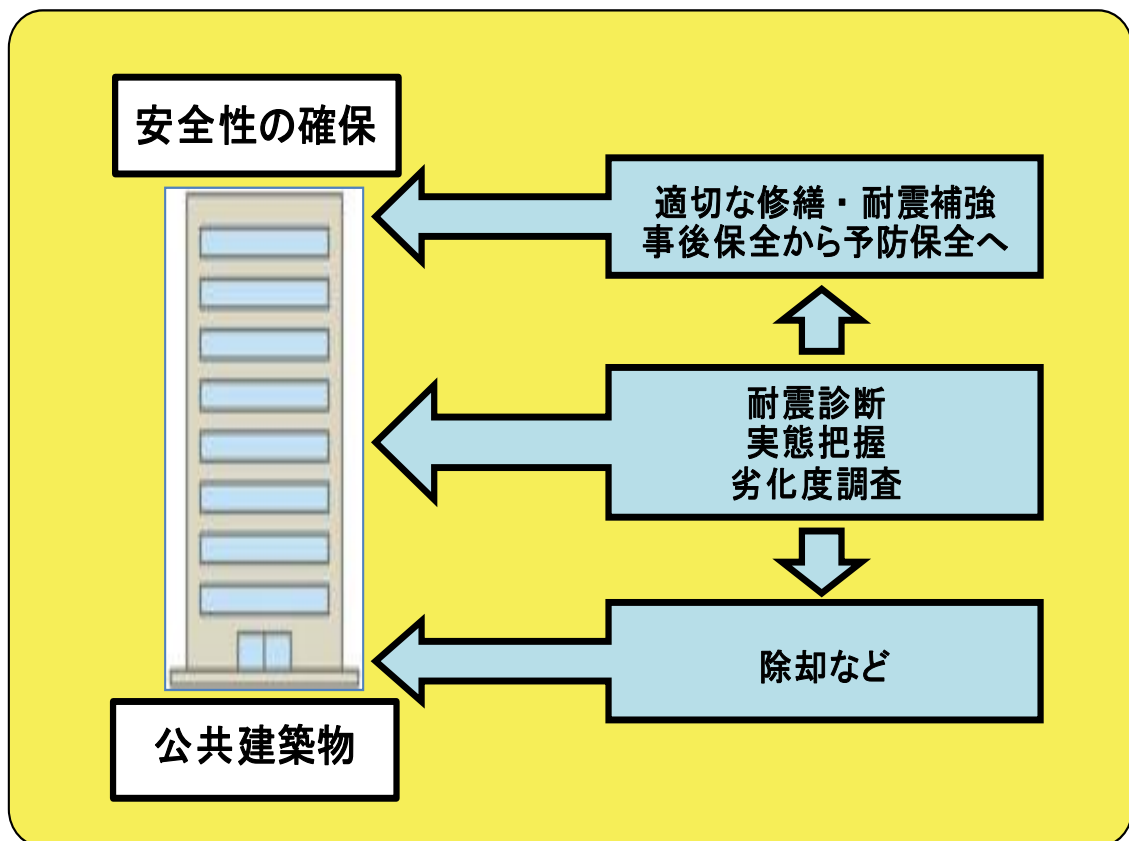 安全性の確保
適切な修繕・耐震補強
事後保全から予防保全へ
耐震診断
実態把握
劣化度調査
除却など
公共建築物